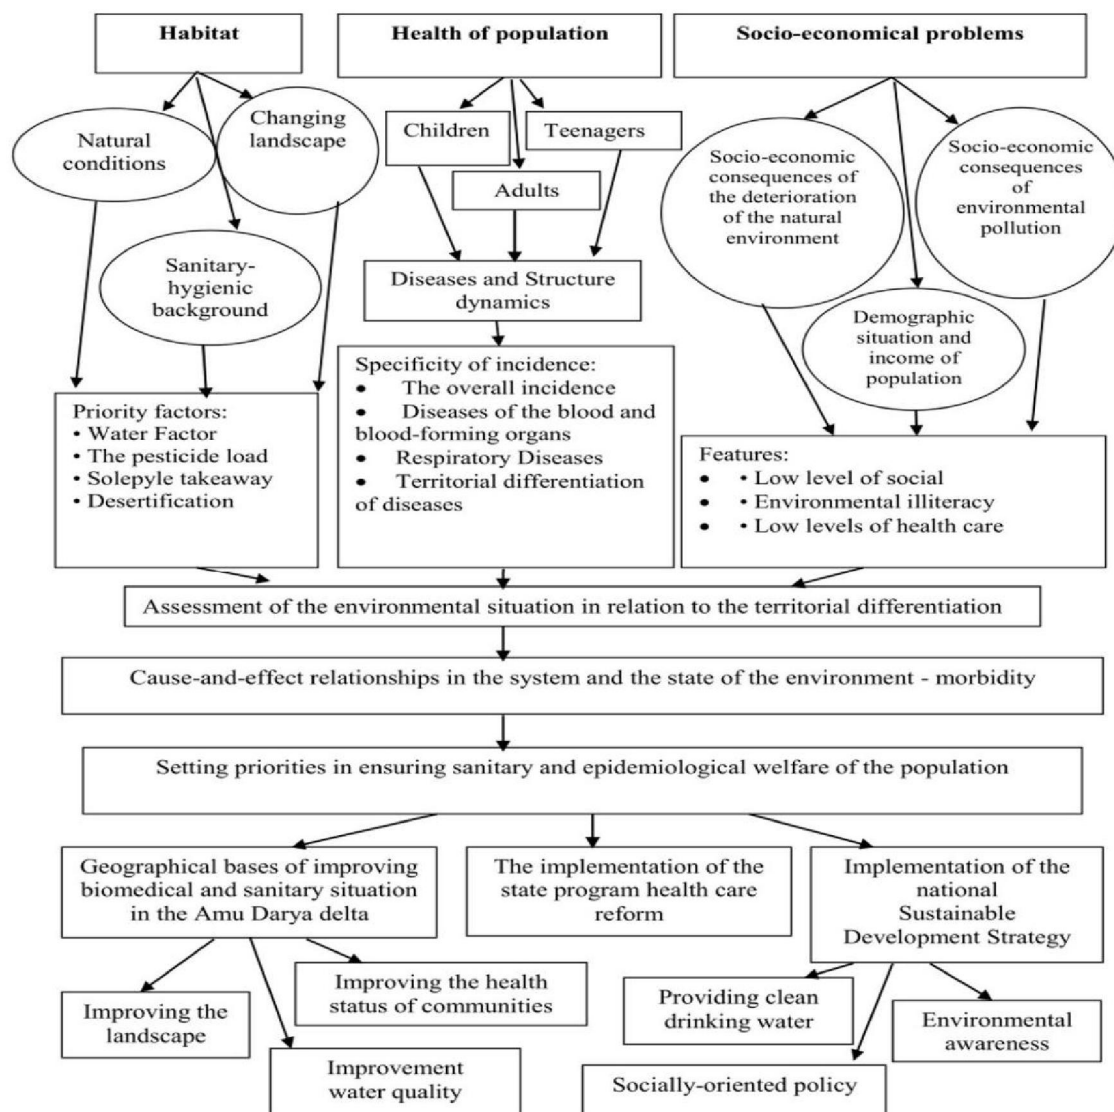 Habitat
Health of population
Socio-economical problems
Natural
conditions
Changing
landscape
Sanitary-
hygienic
background
Children
Teenagers
Adults
Diseases and Structure
dynamics
Socio-economic
consequences of
the deterioration
of the natural
environment
Socio-economic
consequences
of
environmental
pollution
Demographic
situation and
income of
population
Priority factors:
• Water Factor
• The pesticide load
• Solepyle takeaway
• Desertification
Specificity of incidence:
• The overall incidence
• Diseases of the blood and
blood-forming organs
• Respiratory Diseases
• Territorial differentiation
of diseases
Features:
• • Low level of social
• • Environmental illiteracy
• • Low levels of health care
Assessment of the environmental situation in relation to the territorial differentiation
Cause-and-effect relationships in the system and the state of the environment - morbidity
Setting priorities in ensuring sanitary and epidemiological welfare of the population
Geographical bases of improving
biomedical and sanitary situation
in the Amu Darya delta
The implementation of the
state program health care
reform
Implementation of the
national
Sustainable
Development Strategy
Improving the
landscape
Improving the health
status of communities
Improvement
water quality
Providing clean
drinking water
Environmental
awareness
Socially-oriented policy